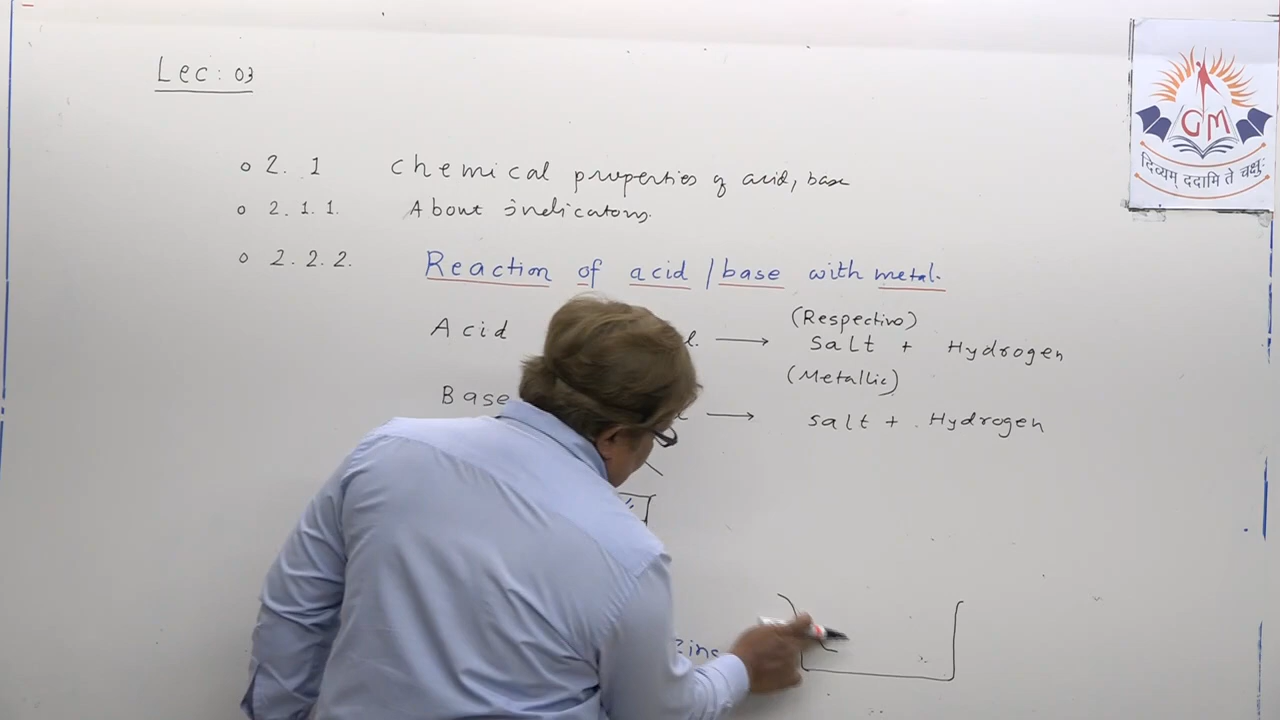 Lec: 03
GM
दिव्यम् ददामि ते चक्षुः
o 2. 1 Chemical properties of acid, base
o 2.1.1. About indicators.
o 2.2.2. Reaction of acid / base with metal.
(Respective)
Acid → Salt + Hydrogen
(Metallic)
Base → salt + Hydrogen
Zinc